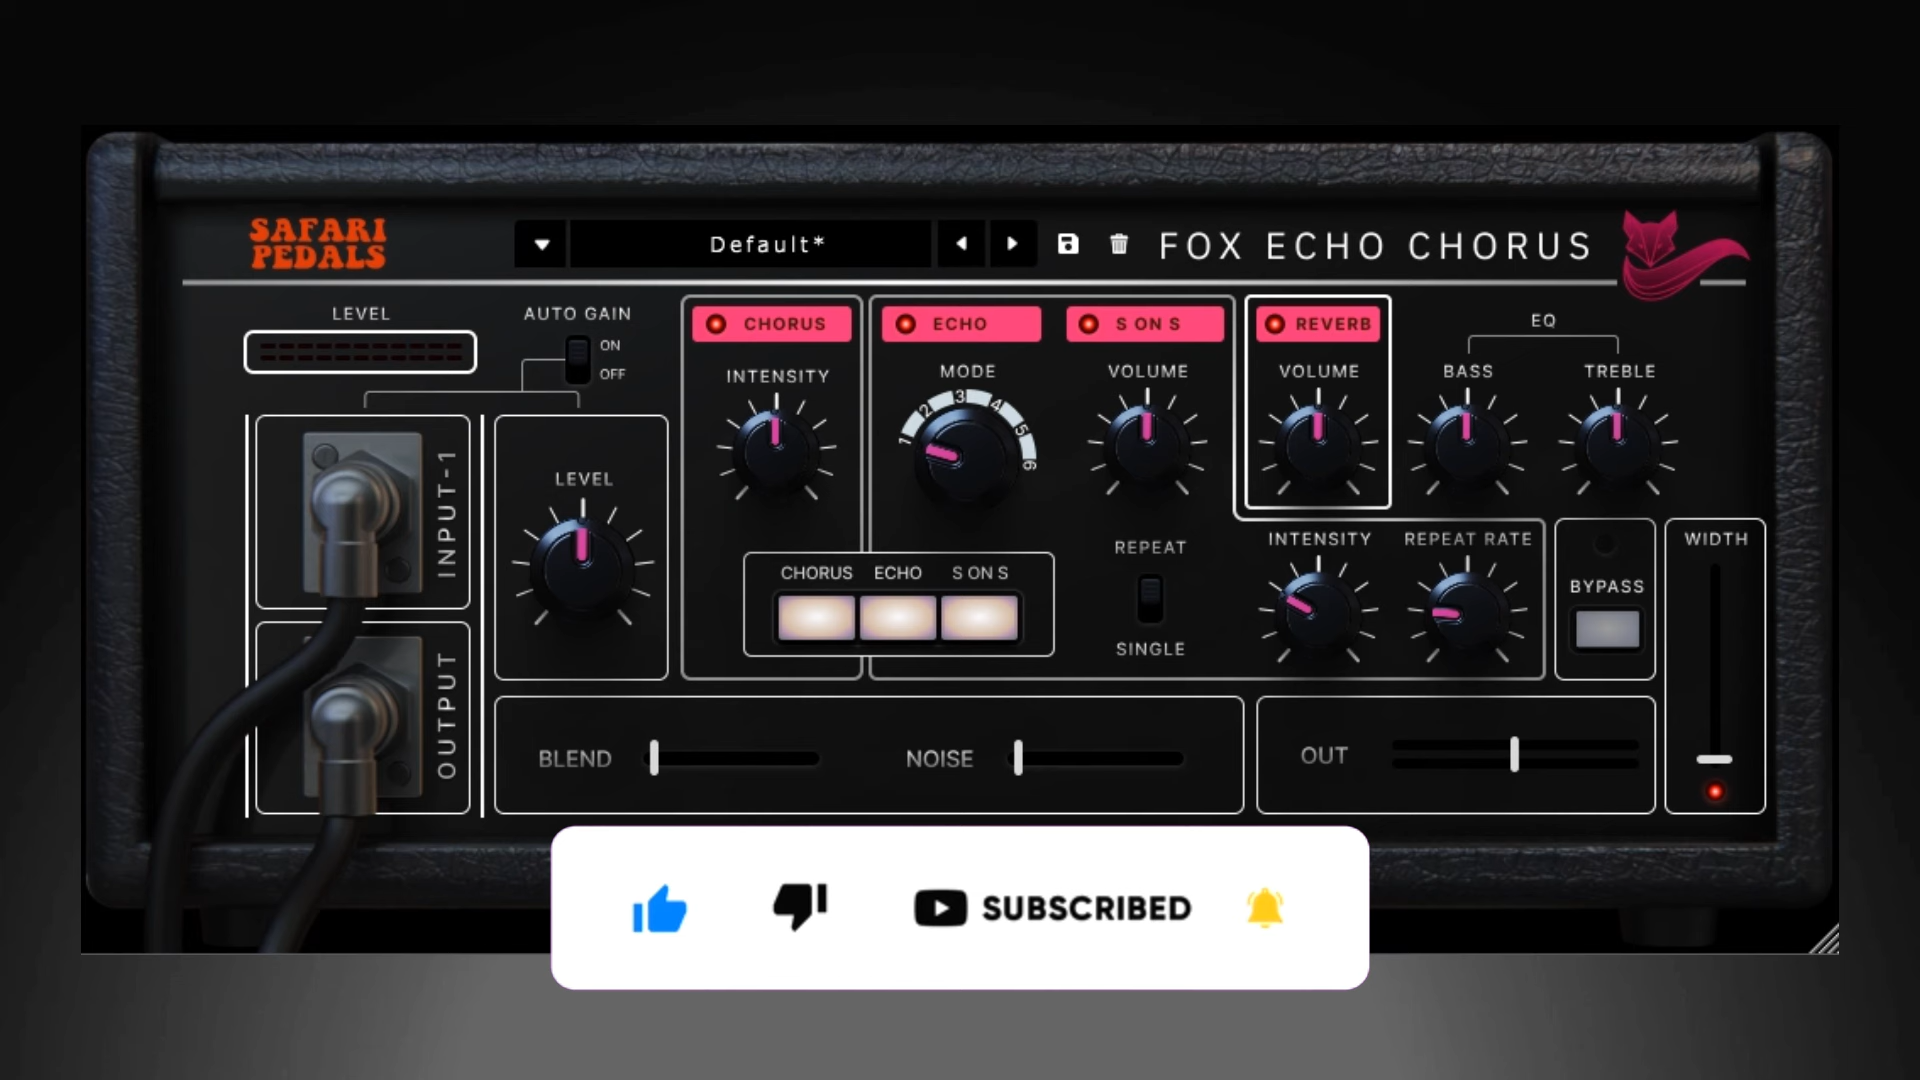 SAFARI
PEDALS
Default*
FOX ECHO CHORUS
LEVEL
AUTO GAIN
ON
OFF
CHORUS
ECHO
S ON S
REVERB
EQ
INTENSITY
MODE
1 2 3 4 5 6
VOLUME
VOLUME
BASS
TREBLE
INPUT-1
LEVEL
REPEAT
SINGLE
INTENSITY
REPEAT RATE
WIDTH
CHORUS ECHO S ON S
BYPASS
OUTPUT
BLEND
NOISE
OUT
SUBSCRIBED